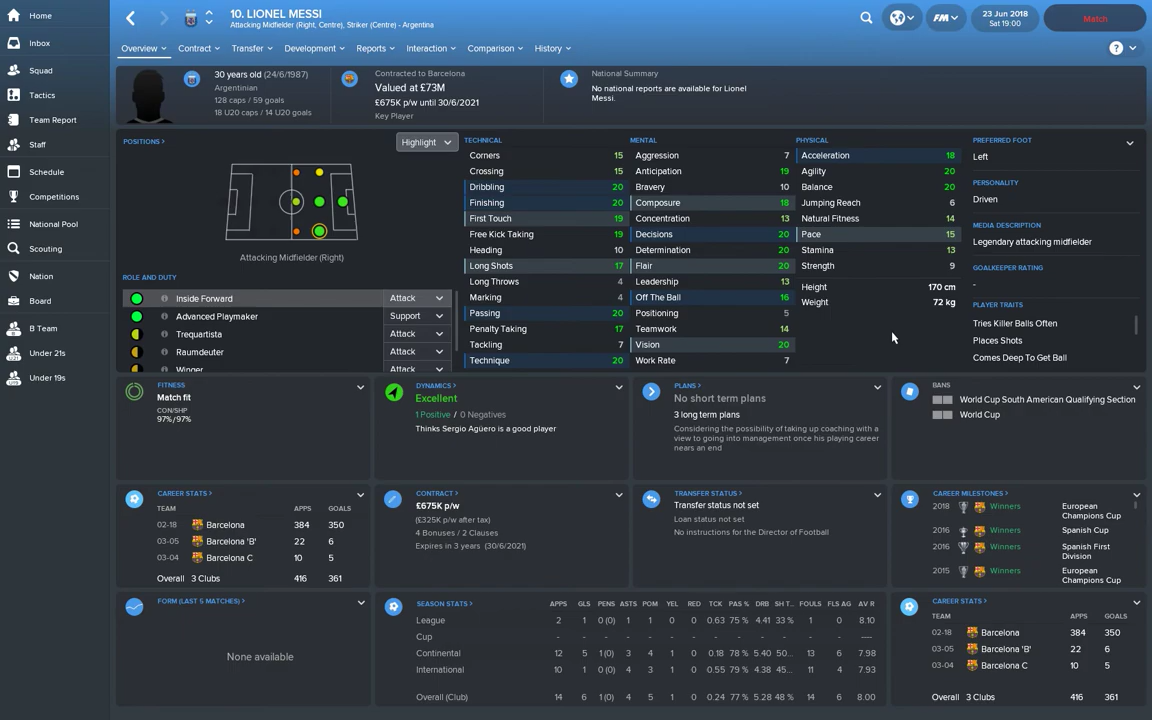 Home
Inbox
Squad
Tactics
Team Report
Staff
Schedule
Competitions
National Pool
Scouting
Nation
Board
B Team
Under 21s
Under 19s
10. LIONEL MESSI
Attacking Midfielder (Right, Centre), Striker (Centre) - Argentina
FM
23 Jun 2018
Sat 19:00
Match
Overview Contract Transfer Development Reports Interaction Comparison History
?
30 years old (24/6/1987)
Argentinian
128 caps / 59 goals
18 U20 caps / 14 U20 goals
Contracted to Barcelona
Valued at £73M
£675K p/w until 30/6/2021
Key Player
National Summary
No national reports are available for Lionel
Messi.
POSITIONS >
Highlight
Attacking Midfielder (Right)
ROLE AND DUTY
Inside Forward Attack
Advanced Playmaker Support
Trequartista Attack
Raumdeuter Attack
Winger Attack
TECHNICAL
Corners 15
Crossing 15
Dribbling 20
Finishing 20
First Touch 19
Free Kick Taking 19
Heading 10
Long Shots 17
Long Throws 4
Marking 4
Passing 20
Penalty Taking 17
Tackling 7
Technique 20
MENTAL
Aggression 7
Anticipation 19
Bravery 10
Composure 18
Concentration 13
Decisions 20
Determination 20
Flair 20
Leadership 13
Off The Ball 16
Positioning 5
Teamwork 14
Vision 20
Work Rate 7
PHYSICAL
Acceleration 18
Agility 20
Balance 20
Jumping Reach 6
Natural Fitness 14
Pace 15
Stamina 13
Strength 9
Height 170 cm
Weight 72 kg
PREFERRED FOOT
Left
PERSONALITY
Driven
MEDIA DESCRIPTION
Legendary attacking midfielder
GOALKEEPER RATING
-
PLAYER TRAITS
Tries Killer Balls Often
Places Shots
Comes Deep To Get Ball
FITNESS
Match fit
CON/SHP
97%/97%
DYNAMICS >
Excellent
1 Positive / 0 Negatives
Thinks Sergio Agüero is a good player
PLANS >
No short term plans
3 long term plans
Considering the possibility of taking up coaching with a
view to going into management once his playing career
nears an end
BANS
World Cup South American Qualifying Section
World Cup
CAREER STATS >
TEAM APPS GOALS
02-18 Barcelona 384 350
03-05 Barcelona 'B' 22 6
03-04 Barcelona C 10 5
Overall 3 Clubs 416 361
CONTRACT >
£675K p/w
(£325K p/w after tax)
4 Bonuses / 2 Clauses
Expires in 3 years (30/6/2021)
TRANSFER STATUS >
Transfer status not set
Loan status not set
No instructions for the Director of Football
CAREER MILESTONES >
2018 Winners European
Champions Cup
2016 Winners Spanish Cup
2016 Winners Spanish First
Division
2015 Winners European
Champions Cup
FORM (LAST 5 MATCHES) >
None available
SEASON STATS > APPS GLS PENS ASTS POM YEL RED TCK PAS % DRB SH T... FOULS FLS AG AV R
League 2 1 0 (0) 1 1 0 0 0.63 75 % 4.41 33 % 1 0 8.10
Cup - - - - - - - - - - - - - ----
Continental 12 5 1 (0) 3 4 1 0 0.18 78 % 5.40 50... 13 6 7.98
International 10 1 0 (0) 4 3 1 0 0.55 79 % 4.38 45... 11 4 7.93
Overall (Club) 14 6 1 (0) 4 5 1 0 0.24 77 % 5.28 48 % 14 6 8.00
CAREER STATS >
TEAM APPS GOALS
02-18 Barcelona 384 350
03-05 Barcelona 'B' 22 6
03-04 Barcelona C 10 5
Overall 3 Clubs 416 361